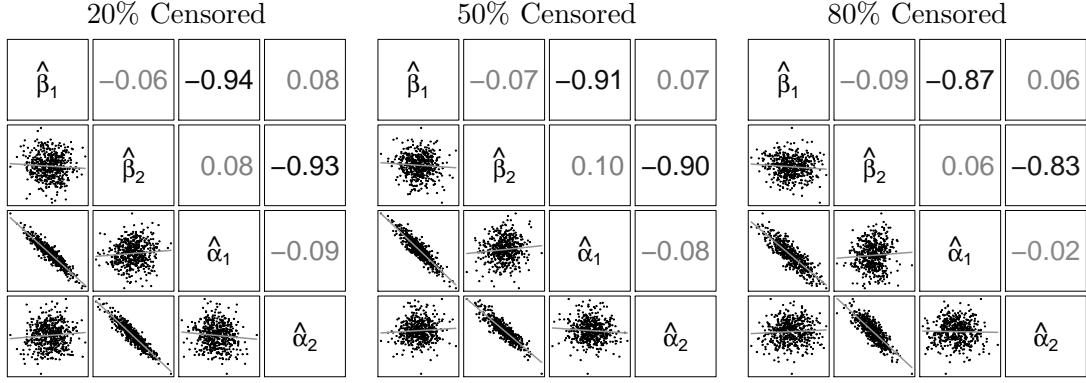 20% Censored 50% Censored 80% Censored
β̂₁ −0.06 −0.94 0.08 β̂₁ −0.07 −0.91 0.07 β̂₁ −0.09 −0.87 0.06
β̂₂ 0.08 −0.93 β̂₂ 0.10 −0.90 β̂₂ 0.06 −0.83
α̂₁ −0.09 α̂₁ −0.08 α̂₁ −0.02
α̂₂ α̂₂ α̂₂